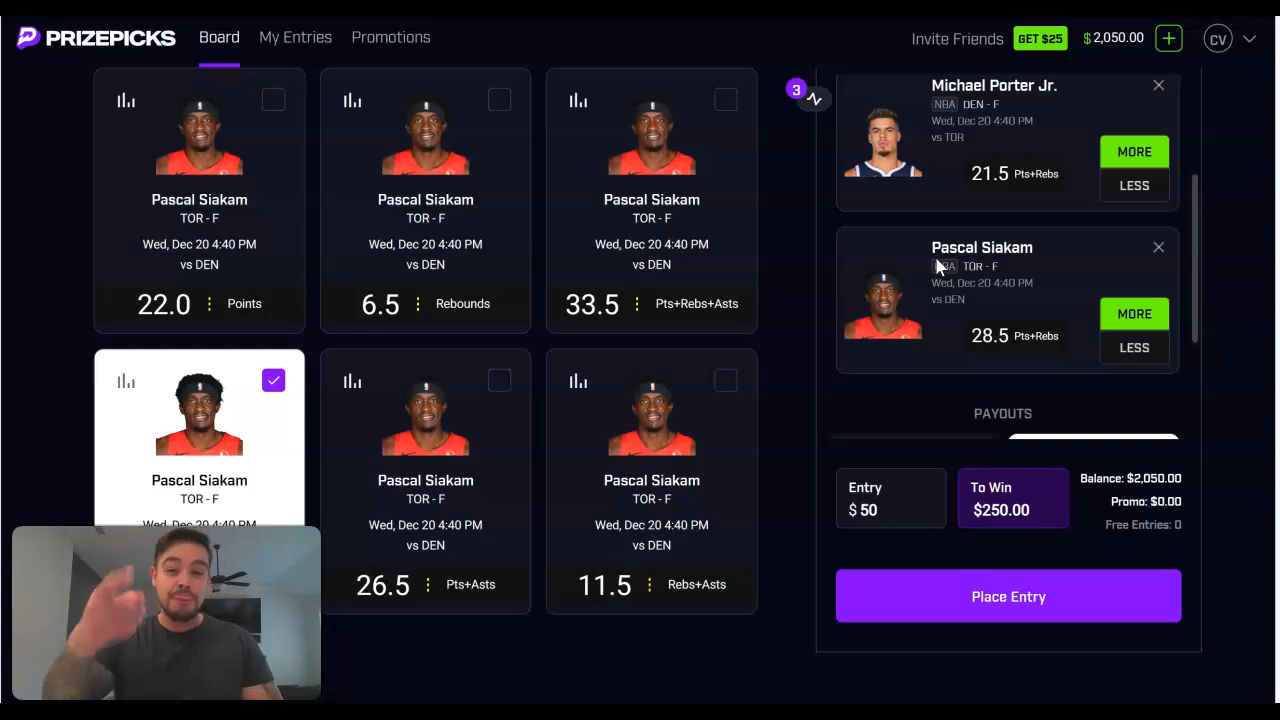 PRIZEPICKS
Board
My Entries
Promotions
Invite Friends
GET $25
$ 2,050.00
CV
Pascal Siakam
TOR - F
Wed, Dec 20 4:40 PM
vs DEN
22.0
Points
Pascal Siakam
TOR - F
Wed, Dec 20 4:40 PM
vs DEN
6.5
Rebounds
Pascal Siakam
TOR - F
Wed, Dec 20 4:40 PM
vs DEN
33.5
Pts+Rebs+Asts
Pascal Siakam
TOR - F
Wed, Dec 20 4:40 PM
Pascal Siakam
TOR - F
Wed, Dec 20 4:40 PM
vs DEN
26.5
Pts+Asts
Pascal Siakam
TOR - F
Wed, Dec 20 4:40 PM
vs DEN
11.5
Rebs+Asts
3
Michael Porter Jr.
NBA DEN - F
Wed, Dec 20 4:40 PM
vs TOR
21.5 Pts+Rebs
MORE
LESS
Pascal Siakam
NBA TOR - F
Wed, Dec 20 4:40 PM
vs DEN
28.5 Pts+Rebs
MORE
LESS
PAYOUTS
Entry
$ 50
To Win
$250.00
Balance: $2,050.00
Promo: $0.00
Free Entries: 0
Place Entry